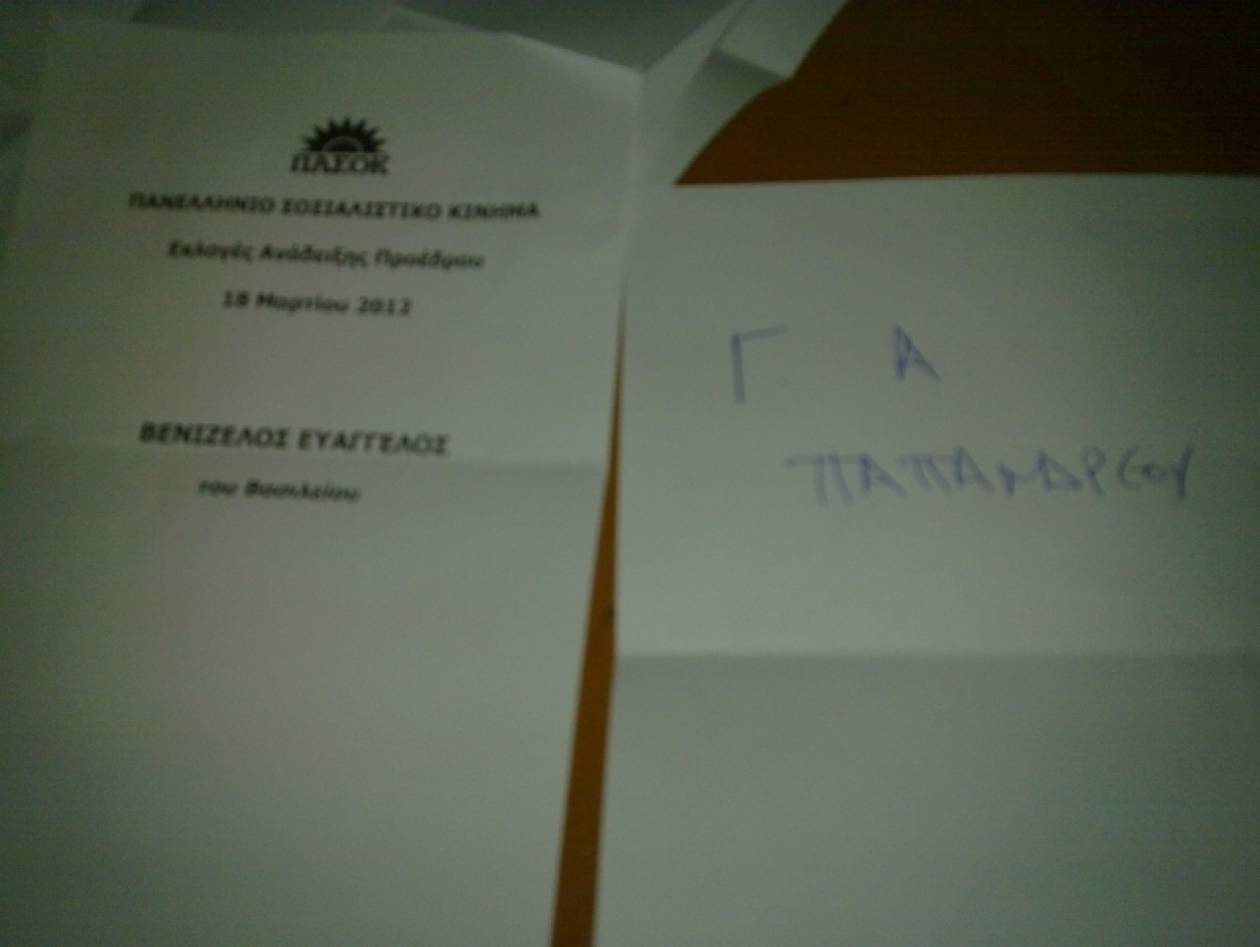 ΠΑΣΟΚ
ΠΑΝΕΛΛΗΝΙΟ ΣΟΣΙΑΛΙΣΤΙΚΟ ΚΙΝΗΜΑ
Εκλογές Ανάδειξης Προέδρου
18 Μαρτίου 2012
ΒΕΝΙΖΕΛΟΣ ΕΥΑΓΓΕΛΟΣ
του Βασιλείου
Γ Α
ΠΑΠΑΝΔΡΕΟΥ